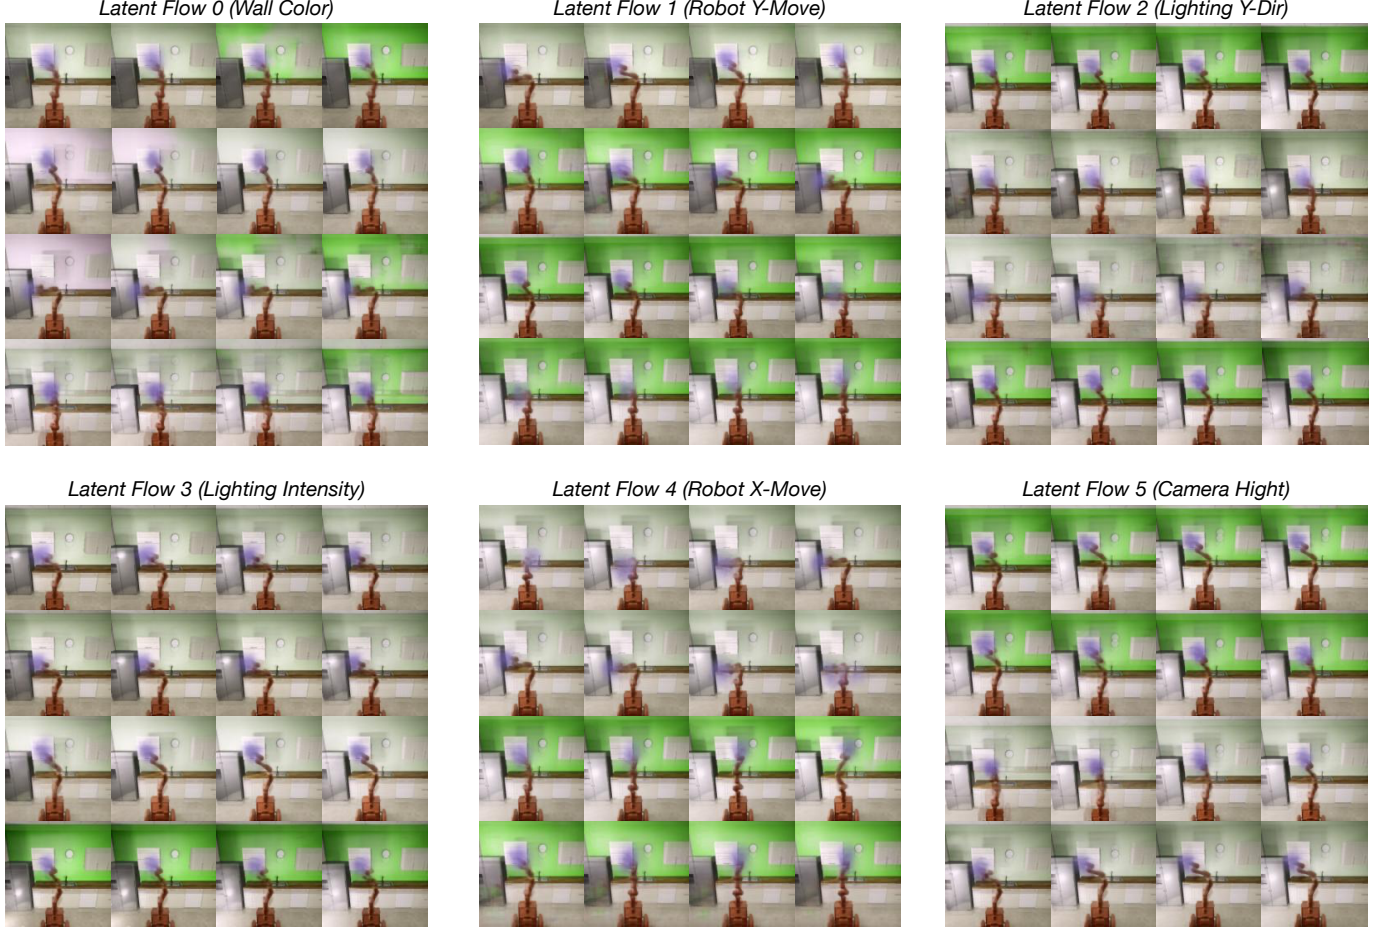 Latent Flow 0 (Wall Color)
Latent Flow 1 (Robot Y-Move)
Latent Flow 2 (Lighting Y-Dir)
Latent Flow 3 (Lighting Intensity)
Latent Flow 4 (Robot X-Move)
Latent Flow 5 (Camera Hight)